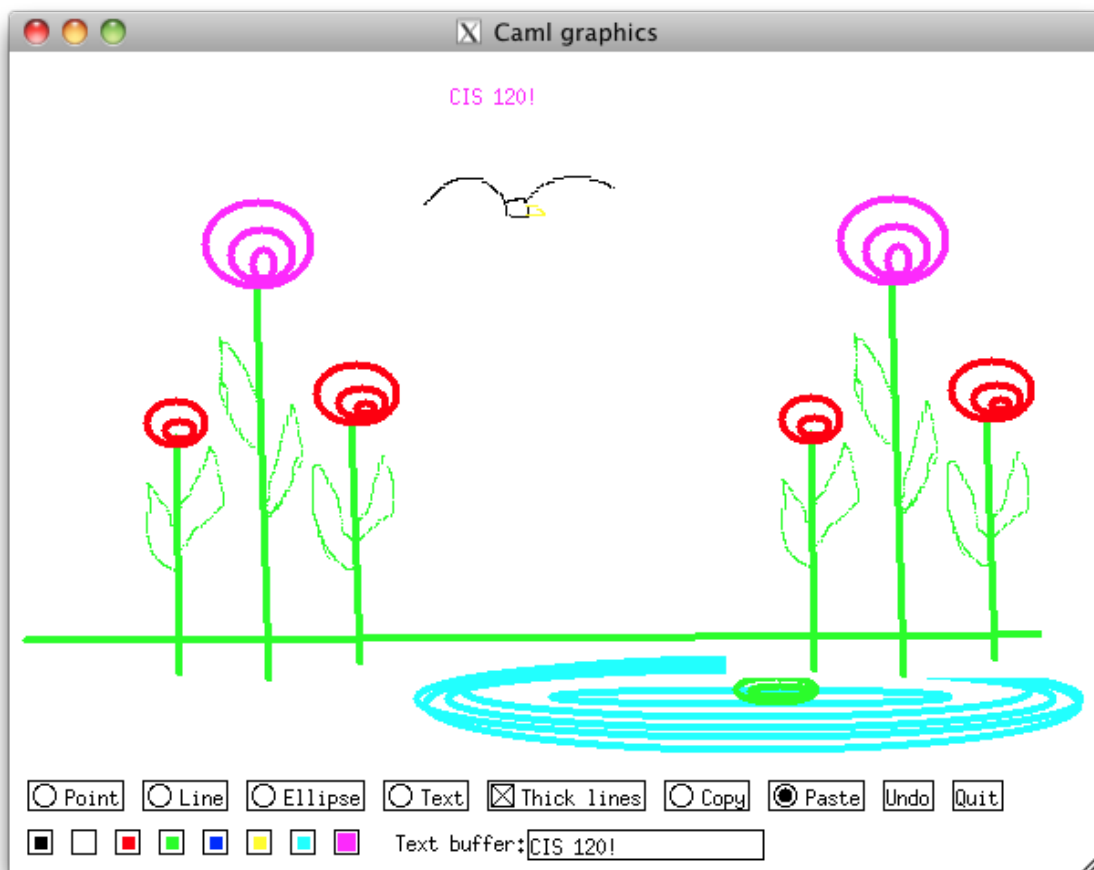 Caml graphics
CIS 120!
Point Line Ellipse Text Thick lines Copy Paste Undo Quit
Text buffer: CIS 120!